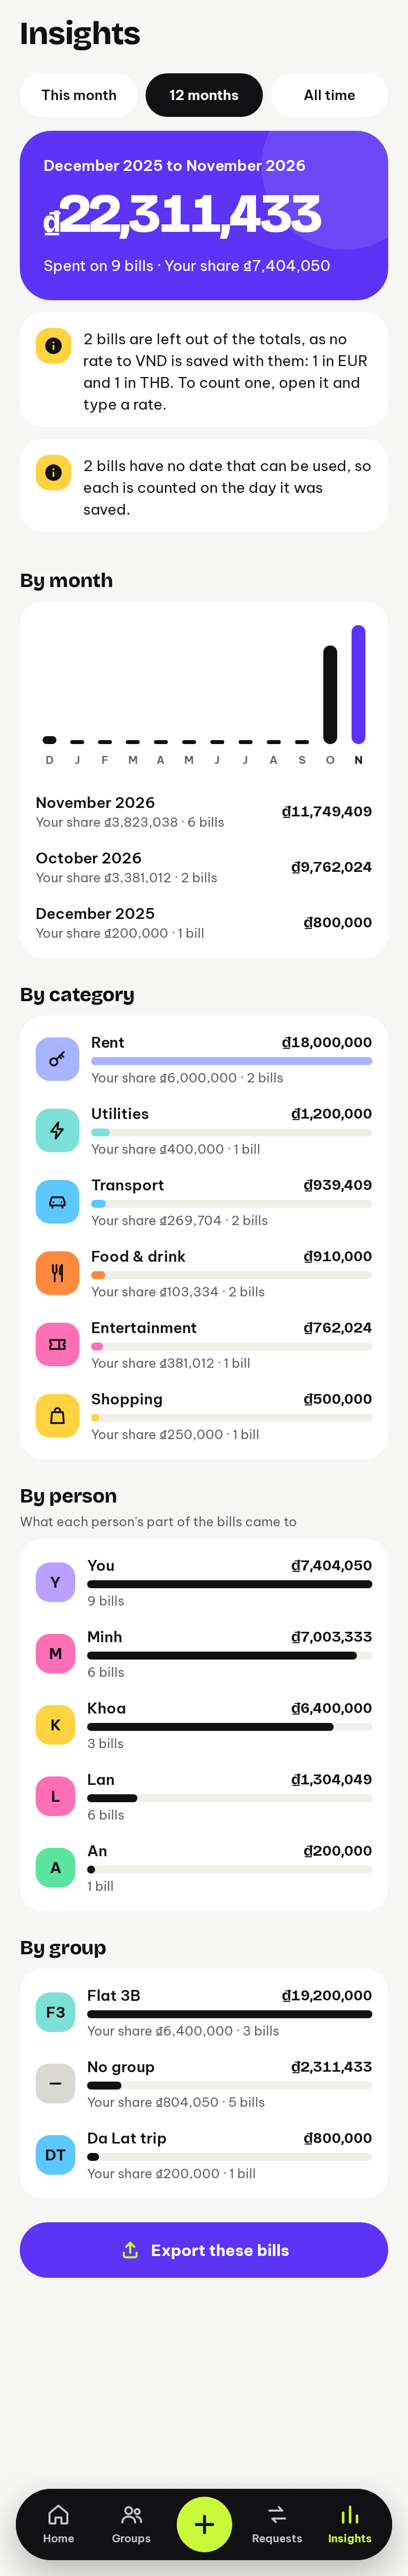 Insights
This month
12 months
All time
December 2025 to November 2026
₫22,311,433
Spent on 9 bills · Your share ₫7,404,050
2 bills are left out of the totals, as no
rate to VND is saved with them: 1 in EUR
and 1 in THB. To count one, open it and
type a rate.
2 bills have no date that can be used, so
each is counted on the day it was
saved.
By month
D J F M A M J J A S O N
November 2026
₫11,749,409
Your share ₫3,823,038 · 6 bills
October 2026
₫9,762,024
Your share ₫3,381,012 · 2 bills
December 2025
₫800,000
Your share ₫200,000 · 1 bill
By category
Rent
₫18,000,000
Your share ₫6,000,000 · 2 bills
Utilities
₫1,200,000
Your share ₫400,000 · 1 bill
Transport
₫939,409
Your share ₫269,704 · 2 bills
Food & drink
₫910,000
Your share ₫103,334 · 2 bills
Entertainment
₫762,024
Your share ₫381,012 · 1 bill
Shopping
₫500,000
Your share ₫250,000 · 1 bill
By person
What each person's part of the bills came to
Y
You
₫7,404,050
9 bills
M
Minh
₫7,003,333
6 bills
K
Khoa
₫6,400,000
3 bills
L
Lan
₫1,304,049
6 bills
A
An
₫200,000
1 bill
By group
F3
Flat 3B
₫19,200,000
Your share ₫6,400,000 · 3 bills
–
No group
₫2,311,433
Your share ₫804,050 · 5 bills
DT
Da Lat trip
₫800,000
Your share ₫200,000 · 1 bill
Export these bills
Home
Groups
Requests
Insights